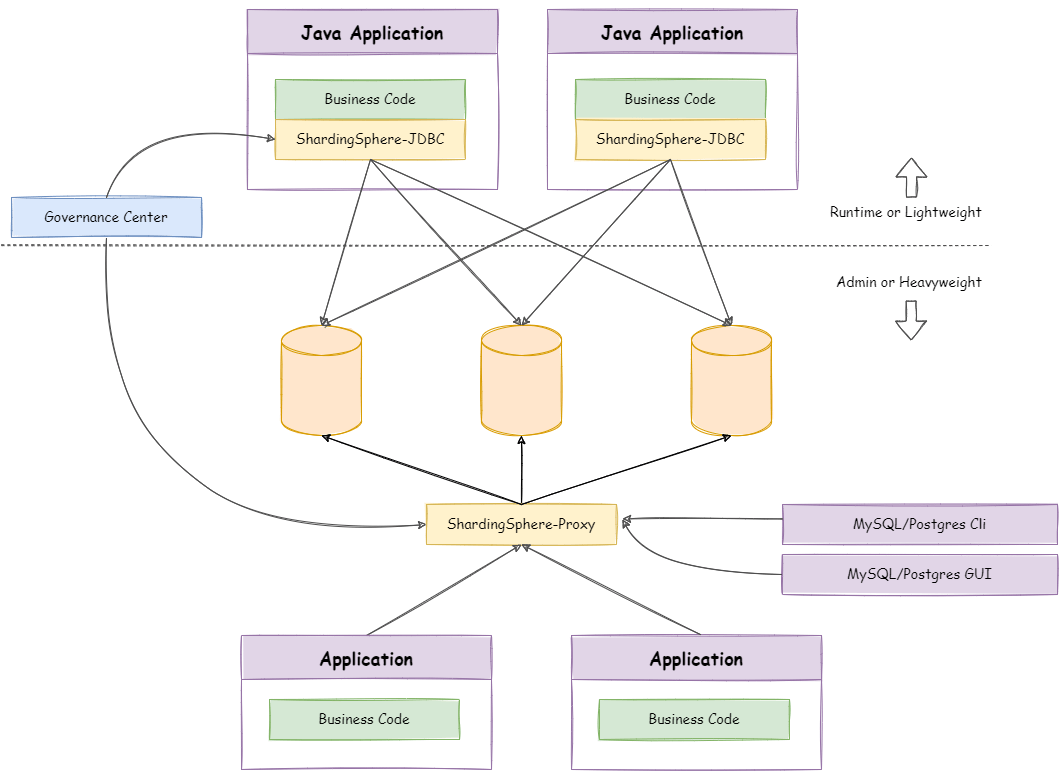 Java Application
Java Application
Business Code
Business Code
ShardingSphere-JDBC
ShardingSphere-JDBC
Governance Center
Runtime or Lightweight
Admin or Heavyweight
ShardingSphere-Proxy
MySQL/Postgres Cli
MySQL/Postgres GUI
Application
Application
Business Code
Business Code